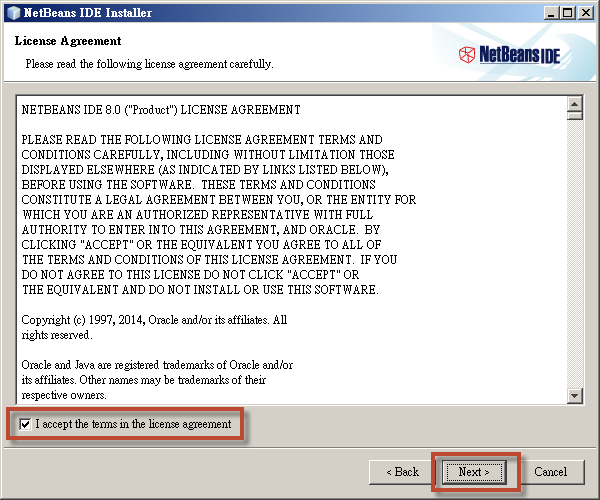 NetBeans IDE Installer
License Agreement
Please read the following license agreement carefully.
NetBeans IDE
NETBEANS IDE 8.0 ("Product") LICENSE AGREEMENT
PLEASE READ THE FOLLOWING LICENSE AGREEMENT TERMS AND
CONDITIONS CAREFULLY, INCLUDING WITHOUT LIMITATION THOSE
DISPLAYED ELSEWHERE (AS INDICATED BY LINKS LISTED BELOW),
BEFORE USING THE SOFTWARE. THESE TERMS AND CONDITIONS
CONSTITUTE A LEGAL AGREEMENT BETWEEN YOU, OR THE ENTITY FOR
WHICH YOU ARE AN AUTHORIZED REPRESENTATIVE WITH FULL
AUTHORITY TO ENTER INTO THIS AGREEMENT, AND ORACLE. BY
CLICKING "ACCEPT" OR THE EQUIVALENT YOU AGREE TO ALL OF
THE TERMS AND CONDITIONS OF THIS LICENSE AGREEMENT. IF YOU
DO NOT AGREE TO THIS LICENSE DO NOT CLICK "ACCEPT" OR
THE EQUIVALENT AND DO NOT INSTALL OR USE THIS SOFTWARE.
Copyright (c) 1997, 2014, Oracle and/or its affiliates. All
rights reserved.
Oracle and Java are registered trademarks of Oracle and/or
its affiliates. Other names may be trademarks of their
respective owners.
I accept the terms in the license agreement
< Back
Next >
Cancel